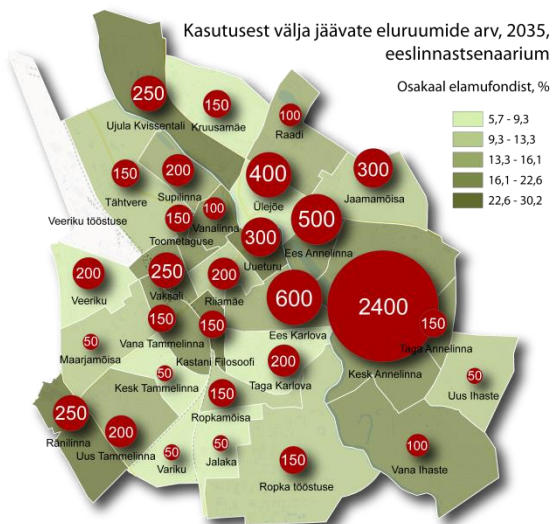 Kasutusest välja jäävate eluruumide arv, 2035,
eeslinnastsenaarium
Osakaal elamufondist, %
5,7 - 9,3
9,3 - 13,3
13,3 - 16,1
16,1 - 22,6
22,6 - 30,2
250
Ujula Kvissentali
150
Kruusamäe
100
Raadi
150
Tähtvere
200
Supilinna
400
Ülejõe
300
Jaamamõisa
Veeriku tööstuse
150
Toometaguse
100
Vanalinna
300
Uueturu
500
Ees Annelinna
200
Veeriku
250
Vaksali
200
Riiamäe
600
Ees Karlova
2400
Kesk Annelinna
150
Taga Annelinna
50
Maarjamõisa
150
Vana Tammelinna
150
Kastani Filosoofi
50
Kesk Tammelinna
200
Taga Karlova
50
Uus Ihaste
250
Ränilinna
200
Uus Tammelinna
150
Ropkamõisa
50
Variku
50
Jalaka
150
Ropka tööstuse
100
Vana Ihaste